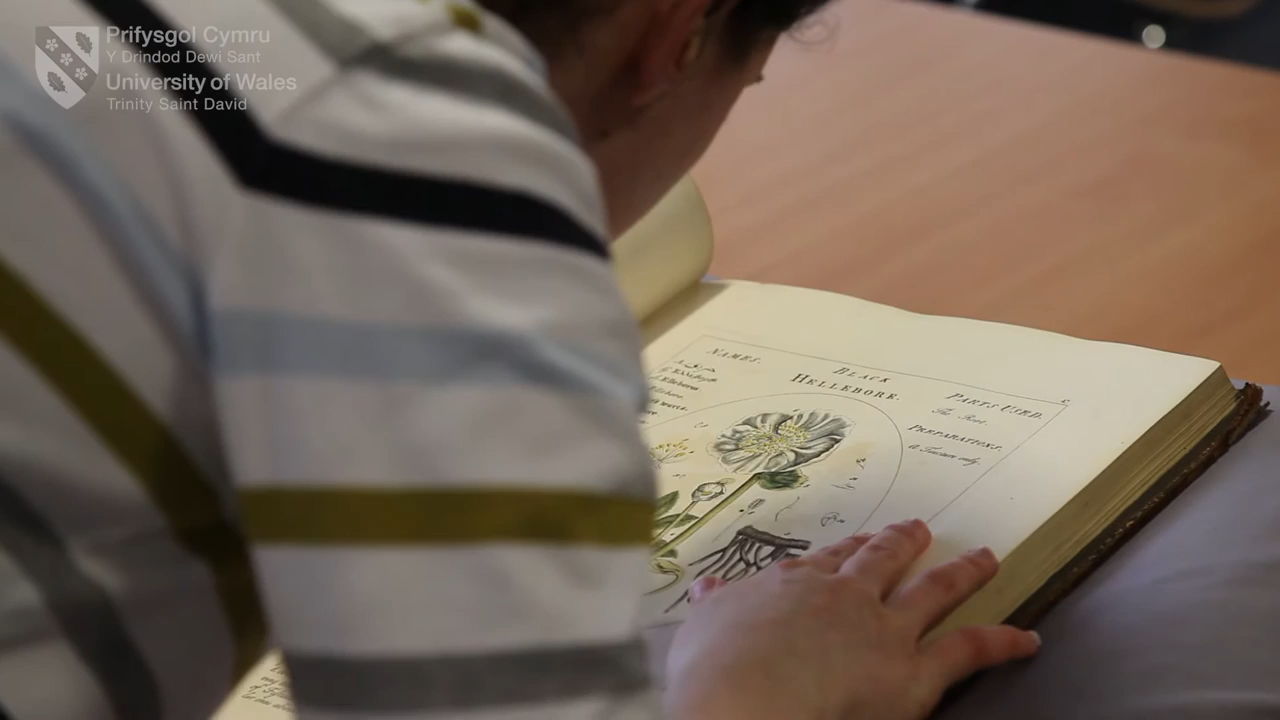 Prifysgol Cymru
Y Drindod Dewi Sant
University of Wales
Trinity Saint David
NAMES.
BLACK
HELLEBORE.
PARTS USED.
The Root.
PREPARATIONS.
a Tincture only.